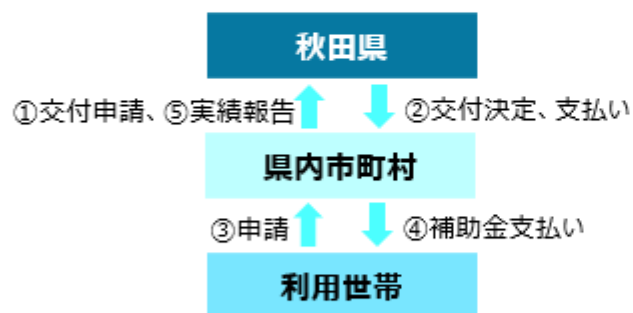 秋田県
①交付申請、⑤実績報告
②交付決定、支払い
県内市町村
③申請
④補助金支払い
利用世帯